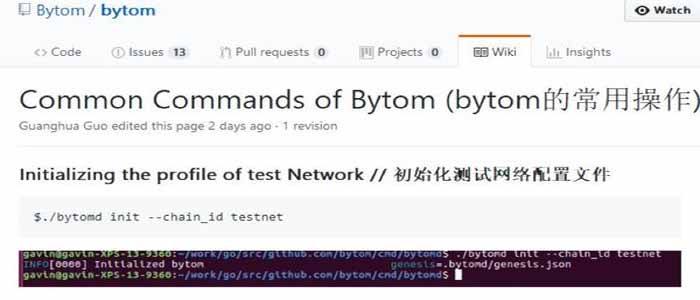 Bytom / bytom
Watch
Code Issues 13 Pull requests 0 Projects 0 Wiki Insights
Common Commands of Bytom (bytom的常用操作)
Guanghua Guo edited this page 2 days ago · 1 revision
Initializing the profile of test Network // 初始化测试网络配置文件
$./bytomd init --chain_id testnet
gavin@gavin-XPS-13-9360:~/work/go/src/github.com/bytom/cmd/bytomd$ ./bytomd init --chain_id testnet
INFO[0000] Initialized bytom genesis=.bytomd/genesis.json
gavin@gavin-XPS-13-9360:~/work/go/src/github.com/bytom/cmd/bytomd$